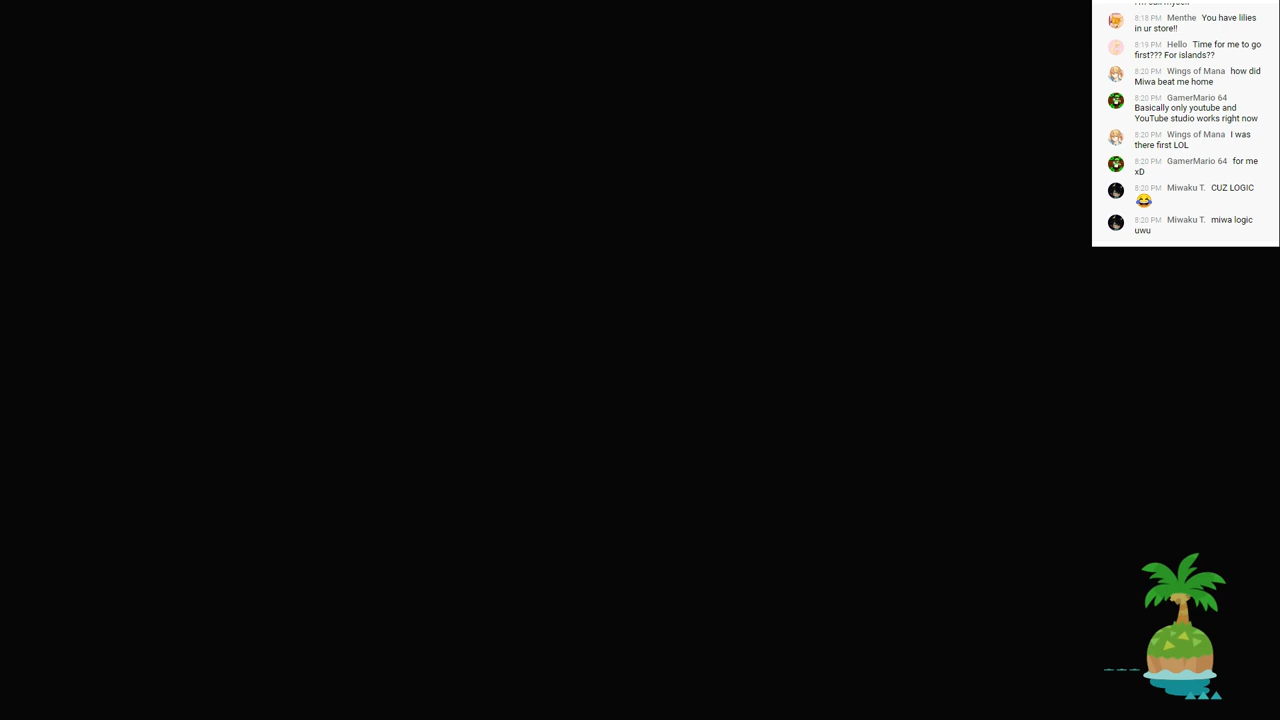 8:18 PM Menthe You have lilies
in ur store!!
8:19 PM Hello Time for me to go
first??? For islands??
8:20 PM Wings of Mana how did
Miwa beat me home
8:20 PM GamerMario 64
Basically only youtube and
YouTube studio works right now
8:20 PM Wings of Mana I was
there first LOL
8:20 PM GamerMario 64 for me
xD
8:20 PM Miwaku T. CUZ LOGIC
😂
8:20 PM Miwaku T. miwa logic
uwu